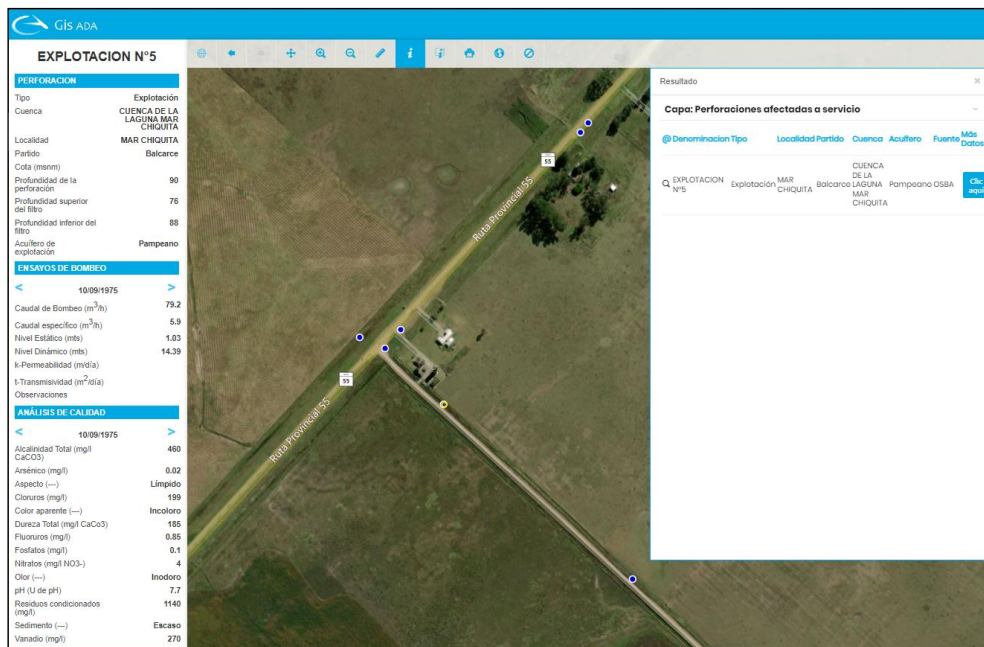 Gis ADA
EXPLOTACION N°5
PERFORACION
Tipo Explotación
Cuenca CUENCA DE LA
LAGUNA MAR
CHIQUITA
Localidad MAR CHIQUITA
Partido Balcarce
Cota (msnm)
Profundidad de la 90
perforación
Profundidad superior 76
del filtro
Profundidad inferior del 88
filtro
Acuífero de Pampeano
explotación
ENSAYOS DE BOMBEO
< 10/09/1975 >
Caudal de Bombeo (m3/h) 79.2
Caudal específico (m3/h) 5.9
Nivel Estático (mts) 1.03
Nivel Dinámico (mts) 14.39
k-Permeabilidad (m/día)
t-Transmisividad (m2/día)
Observaciones
ANÁLISIS DE CALIDAD
< 10/09/1975 >
Alcalinidad Total (mg/l 460
CaCO3)
Arsénico (mg/l) 0.02
Aspecto (---) Límpido
Cloruros (mg/l) 199
Color aparente (---) Incoloro
Dureza Total (mg/l CaCo3) 185
Fluoruros (mg/l) 0.85
Fosfatos (mg/l) 0.1
Nitratos (mg/l NO3-) 4
Olor (---) Inodoro
pH (U de pH) 7.7
Residuos condicionados 1140
(mg/l)
Sedimento (---) Escaso
Vanadio (mg/l) 270
55
Ruta Provincial 55
55
Ruta Provincial 55
Resultado ×
Capa: Perforaciones afectadas a servicio −
@ Denominacion Tipo Localidad Partido Cuenca Acuífero Fuente Más
Datos
EXPLOTACION N°5 Explotación MAR CHIQUITA Balcarce CUENCA DE LA LAGUNA MAR CHIQUITA Pampeano OSBA Clic aquí